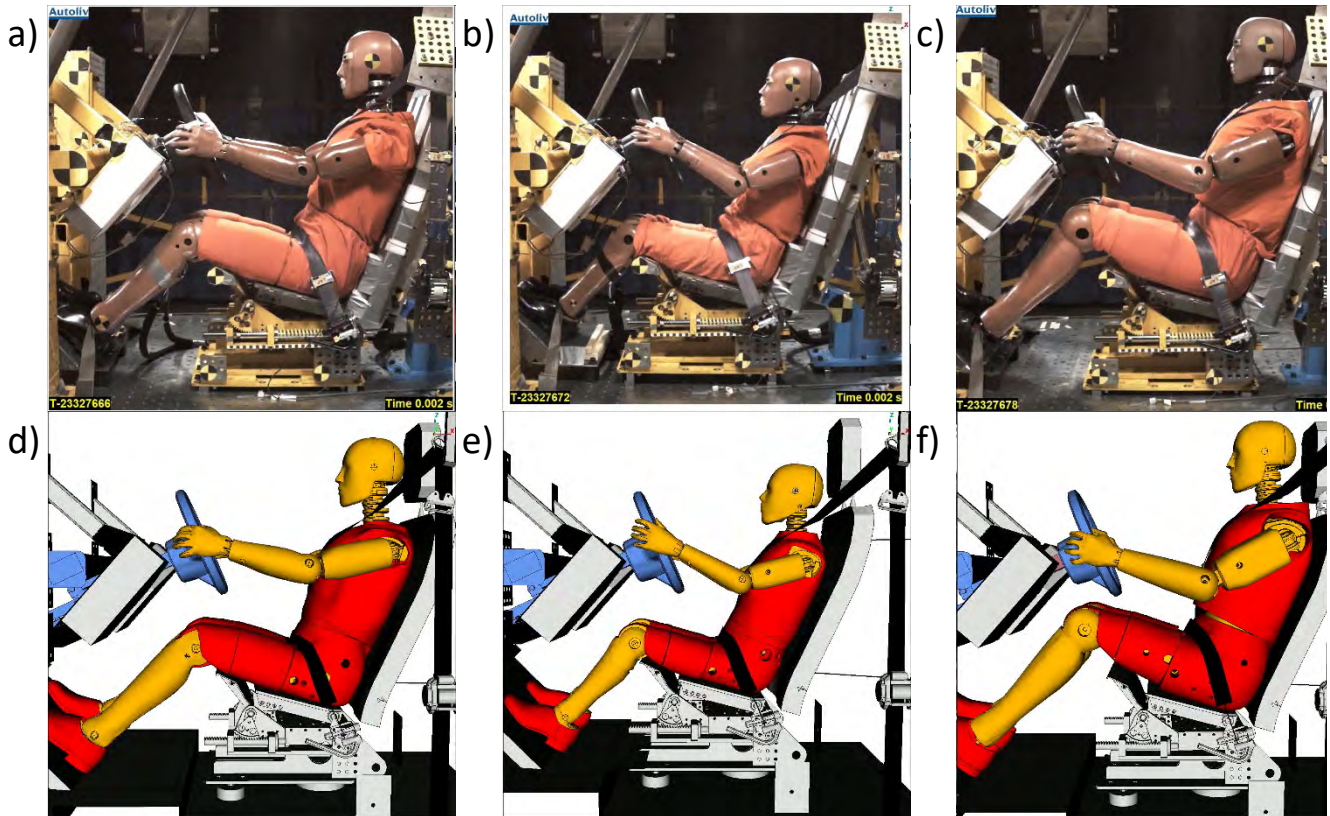 a)
Autoliv
T-23327666
Time 0.002 s
b)
Autoliv
T-23327672
Time 0.002 s
c)
Autoliv
T-23327678
Time
d)
e)
f)